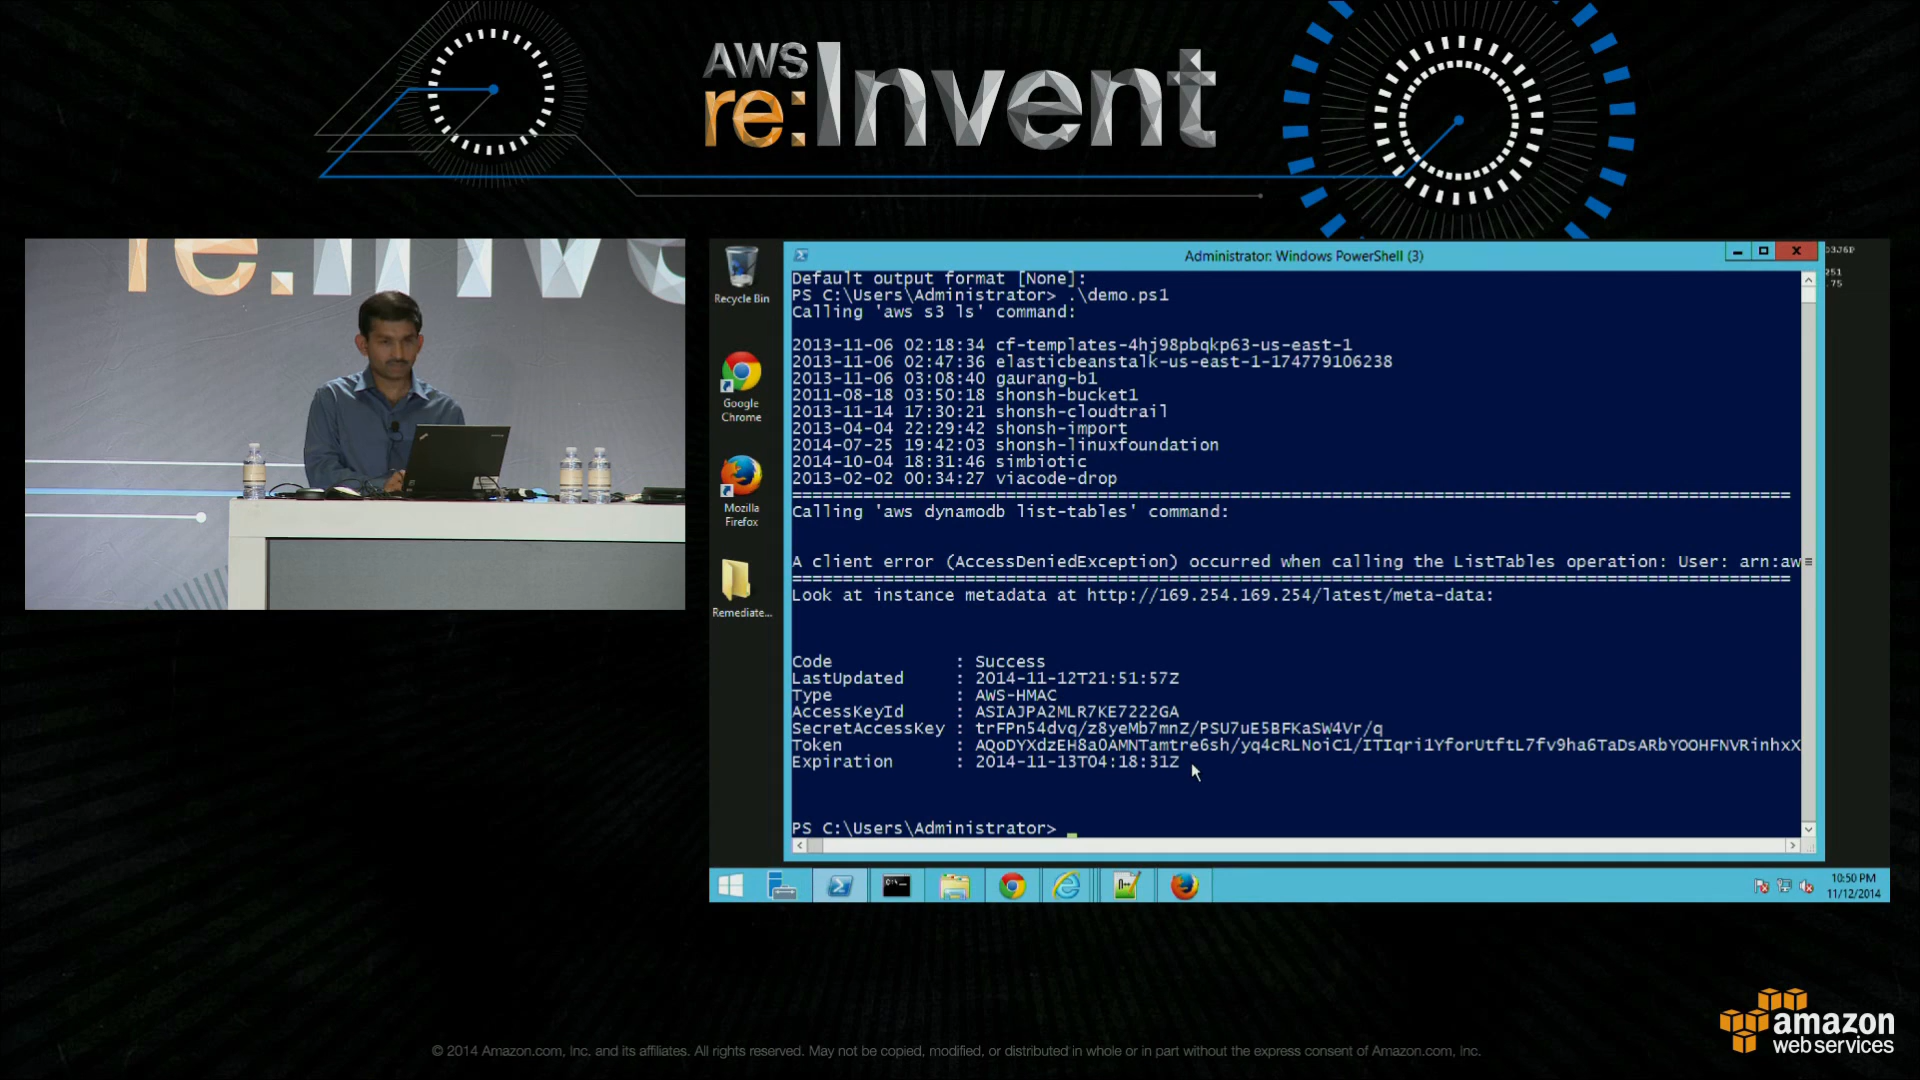 AWS
re:Invent
re:Inve
Recycle Bin
Google
Chrome
Mozilla
Firefox
Remediate...
Administrator: Windows PowerShell (3)
Default output format [None]:
PS C:\Users\Administrator> .\demo.ps1
Calling 'aws s3 ls' command:
2013-11-06 02:18:34 cf-templates-4hj98pbqkp63-us-east-1
2013-11-06 02:47:36 elasticbeanstalk-us-east-1-174779106238
2013-11-06 03:08:40 gaurang-b1
2011-08-18 03:50:18 shonsh-bucket1
2013-11-14 17:30:21 shonsh-cloudtrail
2013-04-04 22:29:42 shonsh-import
2014-07-25 19:42:03 shonsh-linuxfoundation
2014-10-04 18:31:46 simbiotic
2013-02-02 00:34:27 viacode-drop
Calling 'aws dynamodb list-tables' command:
A client error (AccessDeniedException) occurred when calling the ListTables operation: User: arn:aw
Look at instance metadata at http://169.254.169.254/latest/meta-data:
Code : Success
LastUpdated : 2014-11-12T21:51:57Z
Type : AWS-HMAC
AccessKeyId : ASIAJPA2MLR7KE7222GA
SecretAccessKey : trFPn54dvq/z8yeMb7mnZ/PSU7uE5BFKaSW4Vr/q
Token : AQoDYXdzEH8a0AMNTamtre6sh/yq4cRLNoiC1/ITIqri1YforUtftL7fv9ha6TaDsARbYOOHFNVRinhxX
Expiration : 2014-11-13T04:18:31Z
PS C:\Users\Administrator>
251
.75
10:50 PM
11/12/2014
amazon
web services
© 2014 Amazon.com, Inc. and its affiliates. All rights reserved. May not be copied, modified, or distributed in whole or in part without the express consent of Amazon.com, Inc.